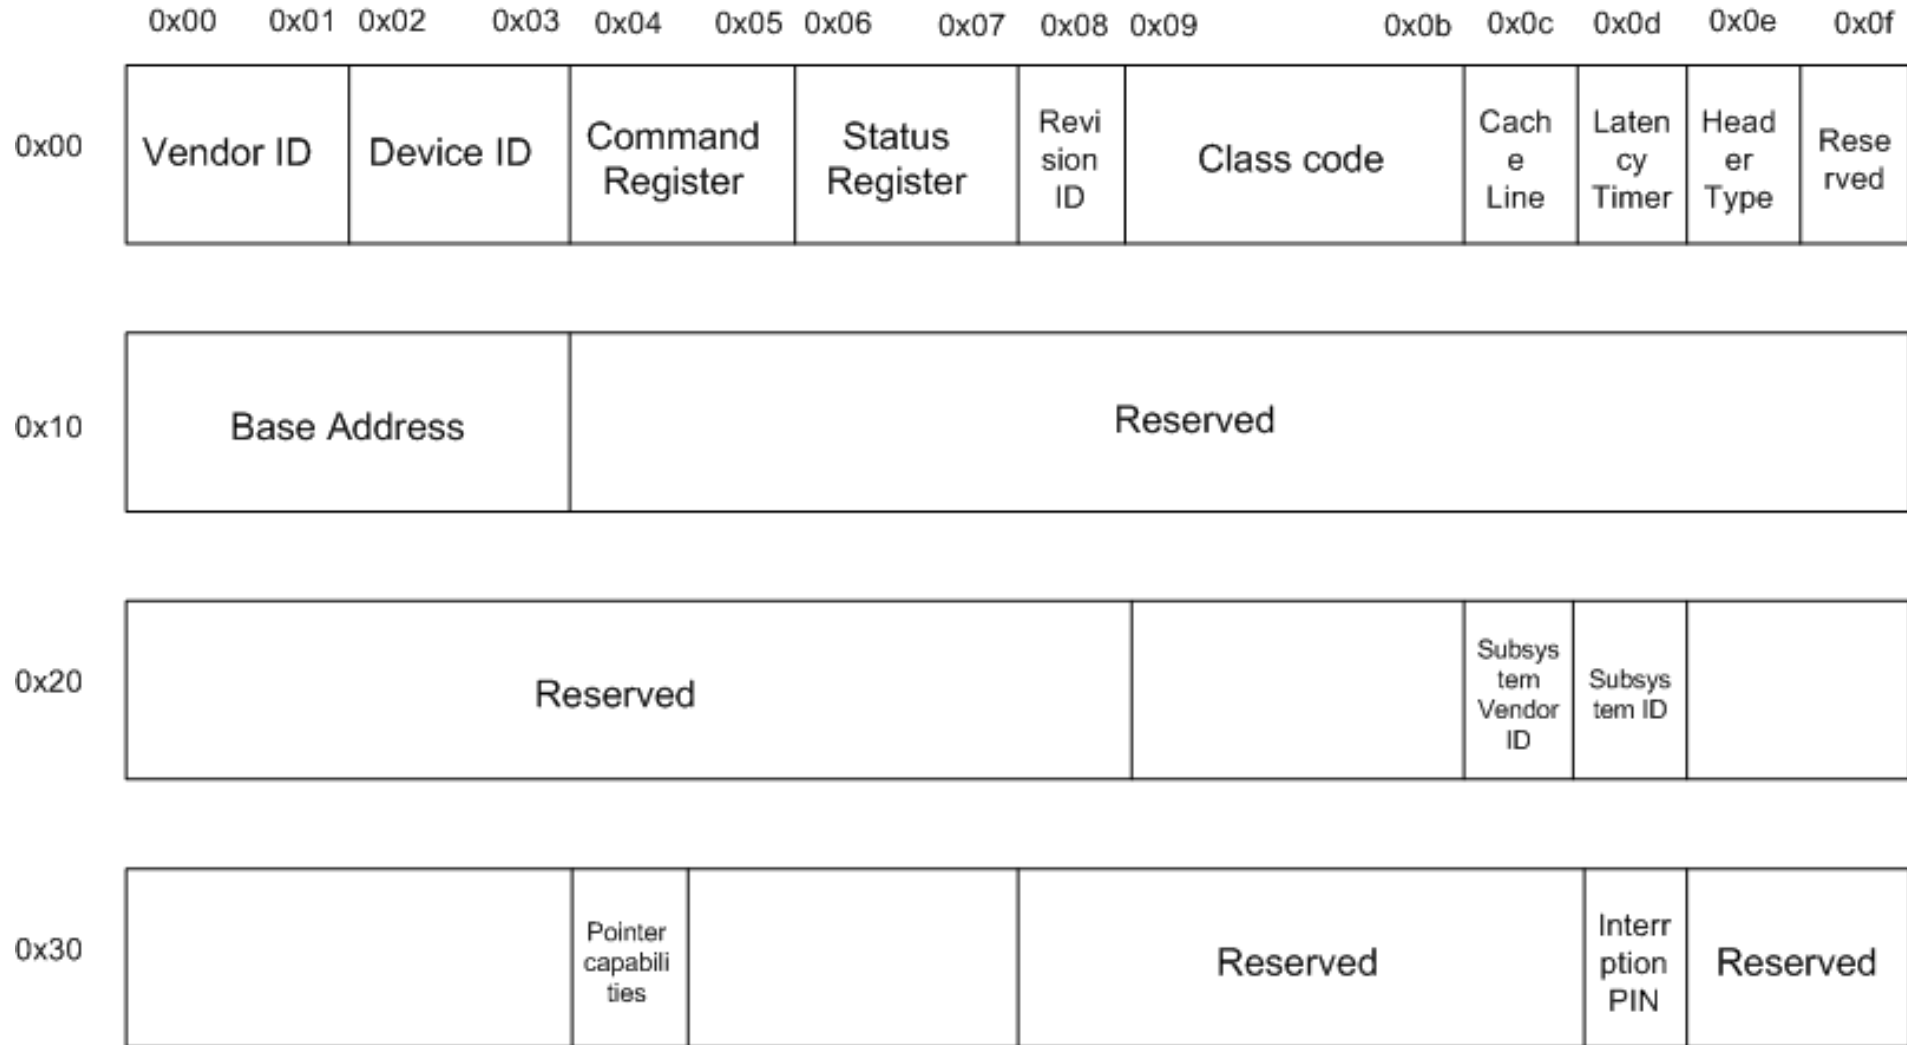 0x00 0x01 0x02 0x03 0x04 0x05 0x06 0x07 0x08 0x09 0x0b 0x0c 0x0d 0x0e 0x0f
0x00
Vendor ID
Device ID
Command
Register
Status
Register
Revi
sion
ID
Class code
Cach
e
Line
Laten
cy
Timer
Head
er
Type
Rese
rved
0x10
Base Address
Reserved
0x20
Reserved
Subsys
tem
Vendor
ID
Subsys
tem ID
0x30
Pointer
capabili
ties
Reserved
Interr
ption
PIN
Reserved